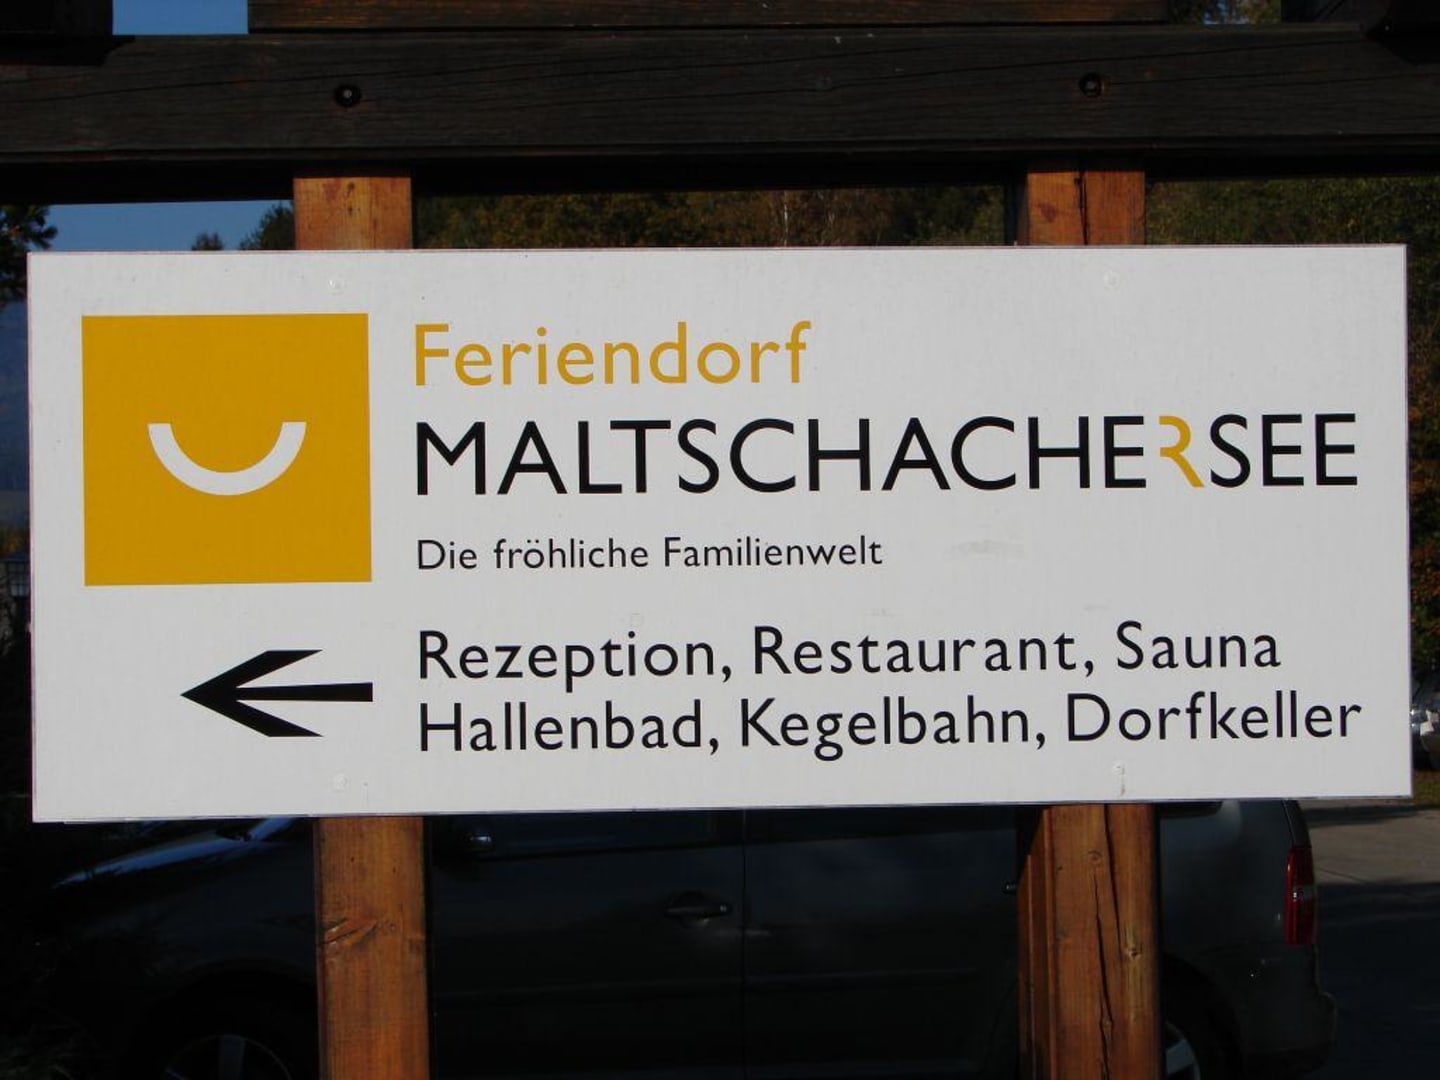 Feriendorf
MALTSCHACHERSEE
Die fröhliche Familienwelt
Rezeption, Restaurant, Sauna
Hallenbad, Kegelbahn, Dorfkeller